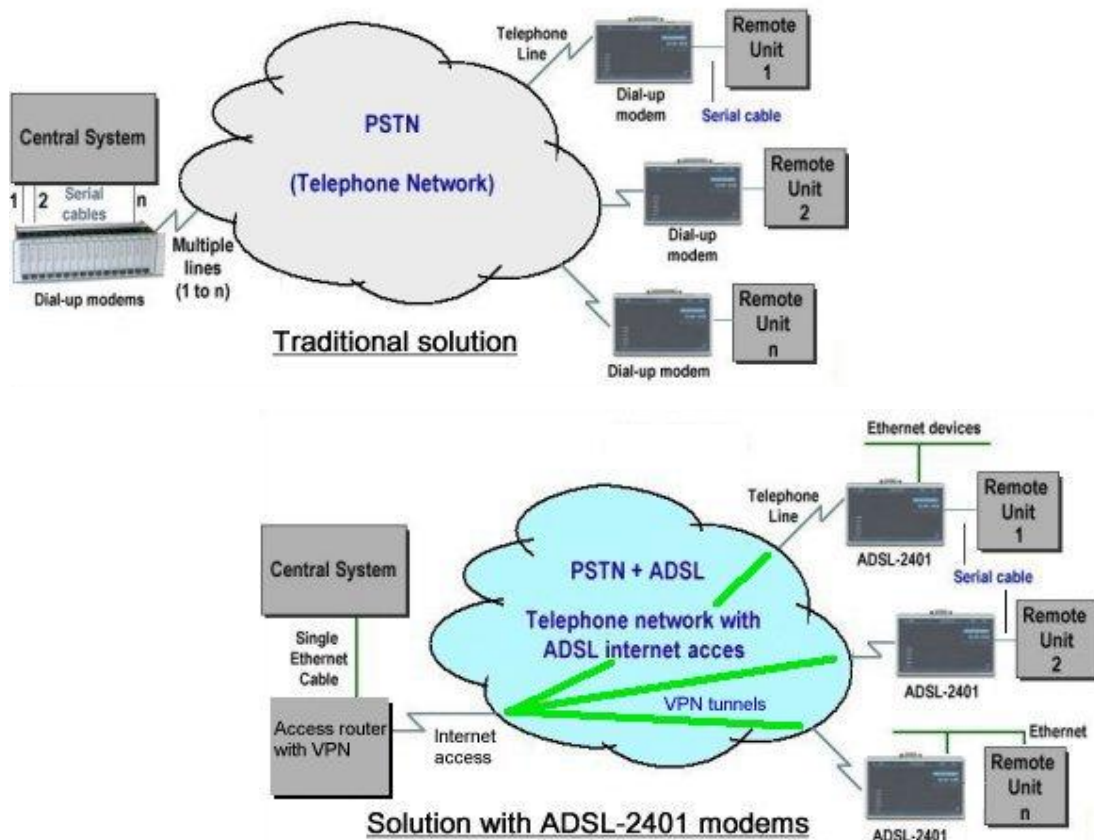 Telephone
Line
Dial-up
modem
Remote
Unit
1
Serial cable
Central System
1
2
Serial
cables
n
Dial-up modems
Multiple
lines
(1 to n)
PSTN
(Telephone Network)
Dial-up
modem
Remote
Unit
2
Dial-up modem
Remote
Unit
n
Traditional solution
Ethernet devices
Telephone
Line
ADSL-2401
Remote
Unit
1
Serial cable
Central System
Single
Ethernet
Cable
Access router
with VPN
Internet
access
PSTN + ADSL
Telephone network with
ADSL internet acces
VPN tunnels
ADSL-2401
Remote
Unit
2
Ethernet
ADSL-2401
Remote
Unit
n
Solution with ADSL-2401 modems